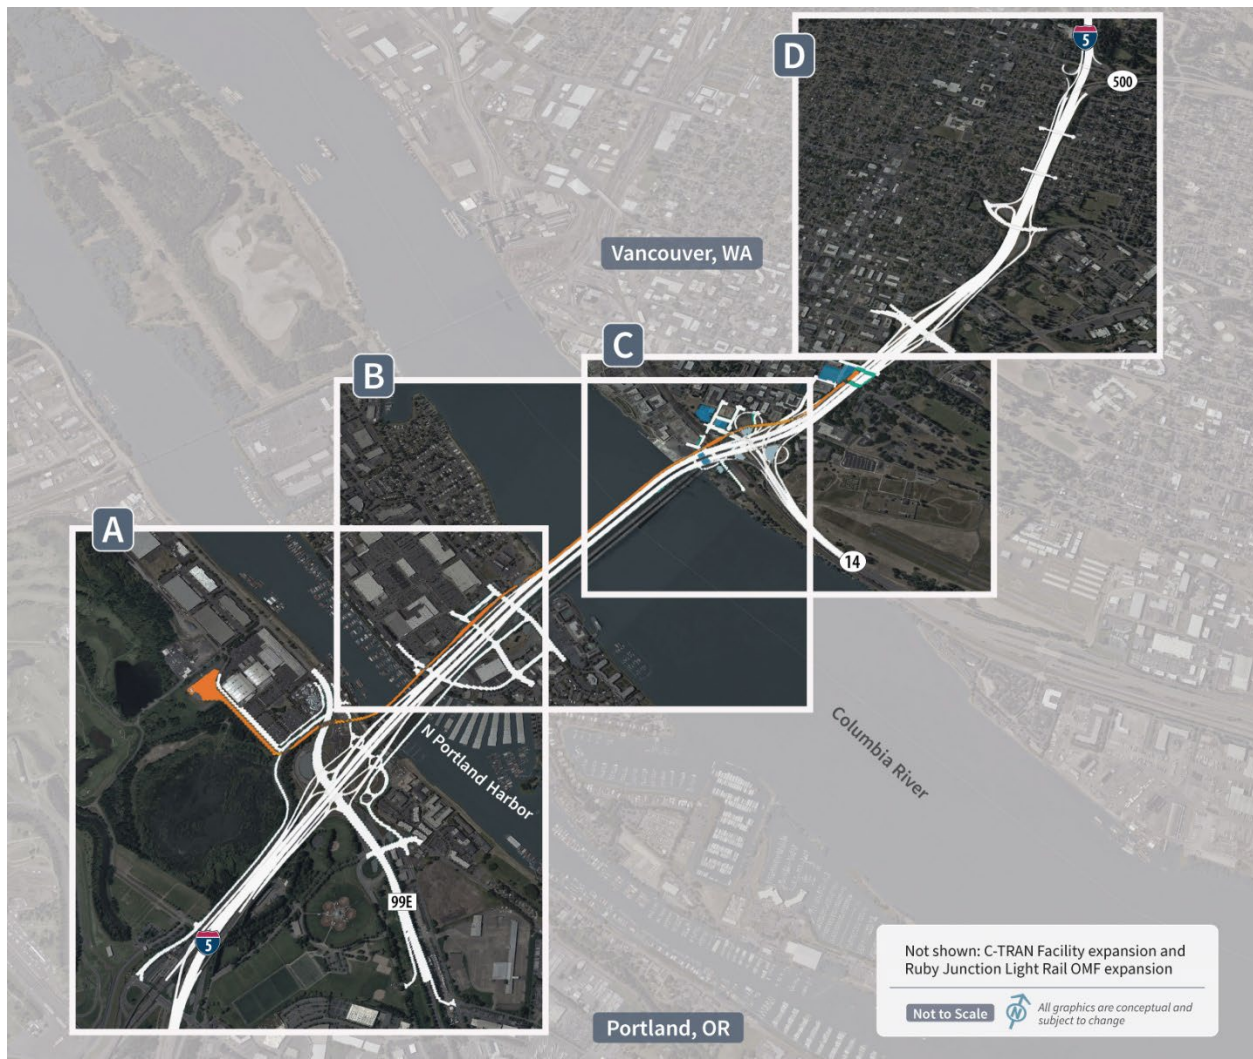 D
5
500
Vancouver, WA
C
B
A
14
N Portland Harbor
Columbia River
99E
5
Portland, OR
Not shown: C-TRAN Facility expansion and
Ruby Junction Light Rail OMF expansion
Not to Scale
N
All graphics are conceptual and
subject to change